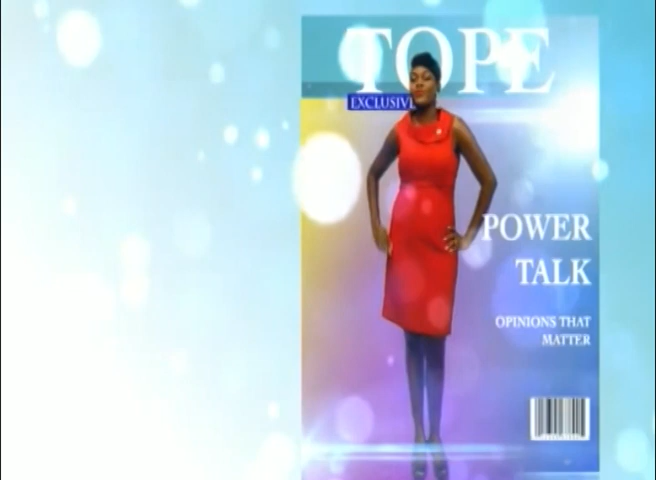 TOPE
EXCLUSIVE
POWER
TALK
OPINIONS THAT
MATTER